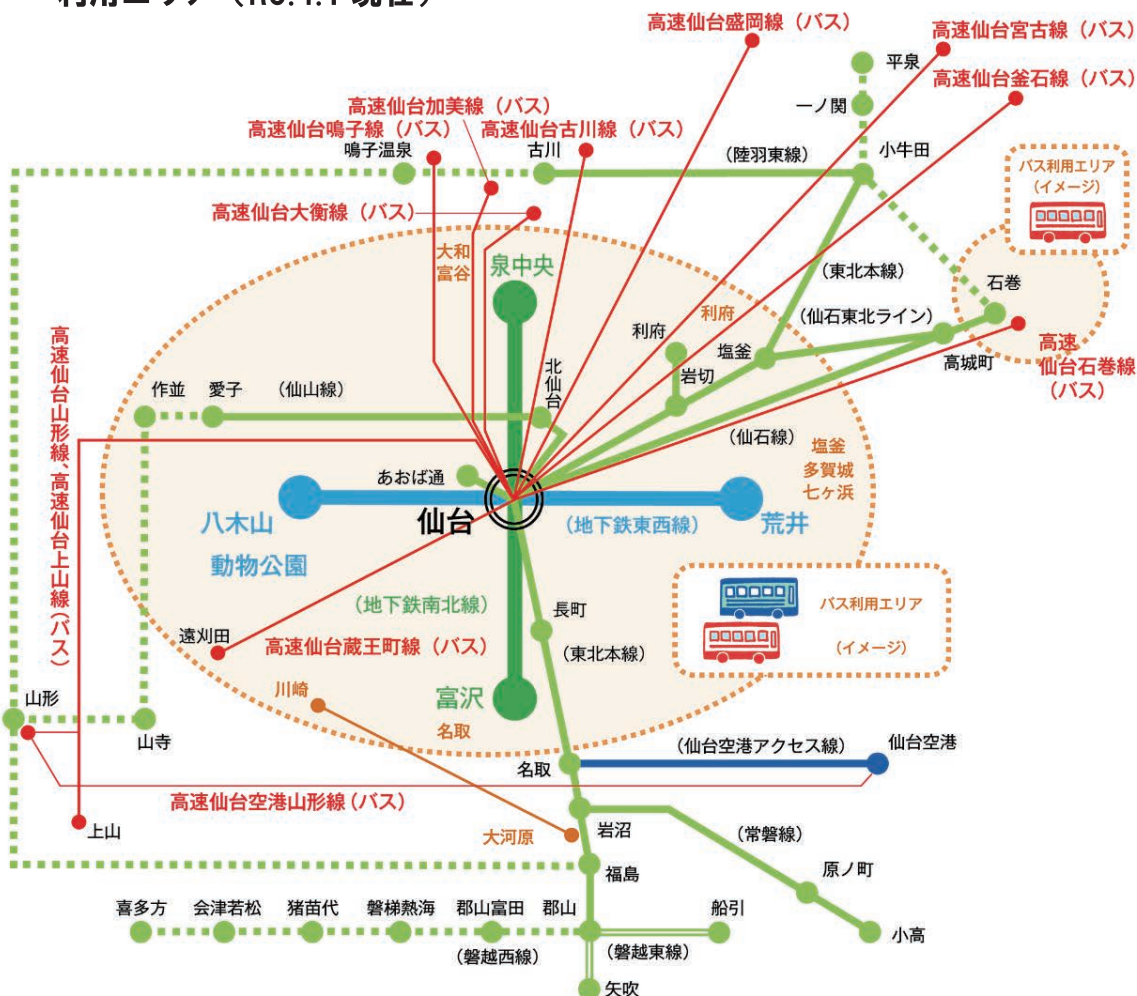 高速仙台盛岡線（バス）
高速仙台宮古線（バス）
高速仙台釜石線（バス）
平泉
一ノ関
高速仙台加美線（バス）
高速仙台鳴子線（バス）
高速仙台古川線（バス）
鳴子温泉
古川
（陸羽東線）
小牛田
バス利用エリア
（イメージ）
高速仙台大衡線（バス）
大和
富谷
泉中央
（東北本線）
石巻
利府
利府
塩釜
（仙石東北ライン）
高城町
高速
仙台石巻線
（バス）
岩切
北仙台
作並
愛子
（仙山線）
高速仙台山形線、高速仙台上山線（バス）
（仙石線）
塩釜
多賀城
七ヶ浜
あおば通
仙台
八木山
動物公園
（地下鉄東西線）
荒井
（地下鉄南北線）
長町
バス利用エリア
（イメージ）
遠刈田
高速仙台蔵王町線（バス）
（東北本線）
川崎
富沢
名取
山形
山寺
名取
（仙台空港アクセス線）
仙台空港
高速仙台空港山形線（バス）
上山
大河原
岩沼
（常磐線）
福島
原ノ町
小高
喜多方
会津若松
猪苗代
磐梯熱海
郡山富田
郡山
船引
（磐越西線）
（磐越東線）
矢吹